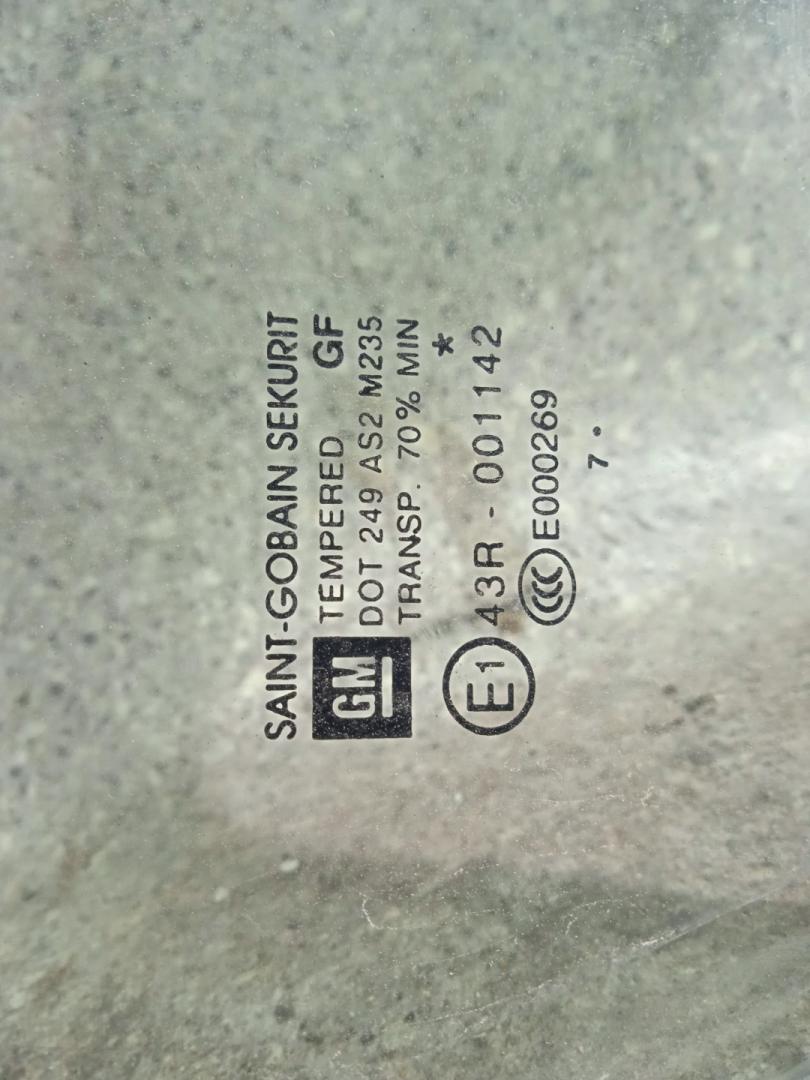 SAINT-GOBAIN SEKURIT
GM
TEMPERED GF
DOT 249 AS2 M235
TRANSP. 70% MIN
*
E1 43R - 001142
CCC E000269
7 •